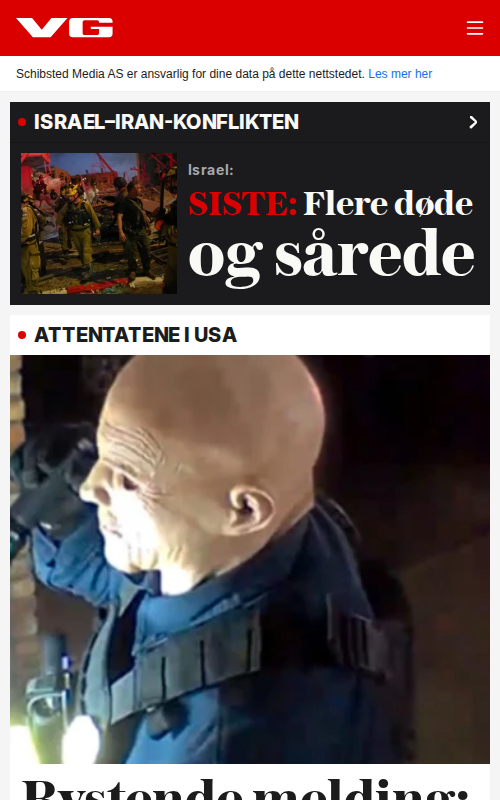 VG
Schibsted Media AS er ansvarlig for dine data på dette nettstedet. Les mer her
ISRAEL–IRAN-KONFLIKTEN
Israel:
SISTE: Flere døde
og sårede
ATTENTATENE I USA
Rystende melding: